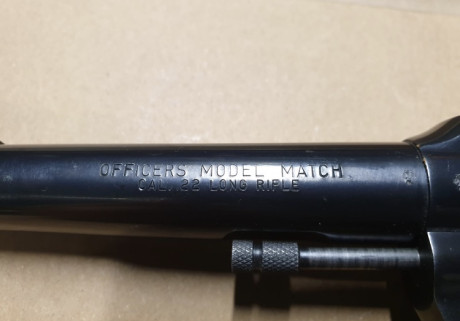 OFFICERS' MODEL MATCH
CAL. 22 LONG RIFLE